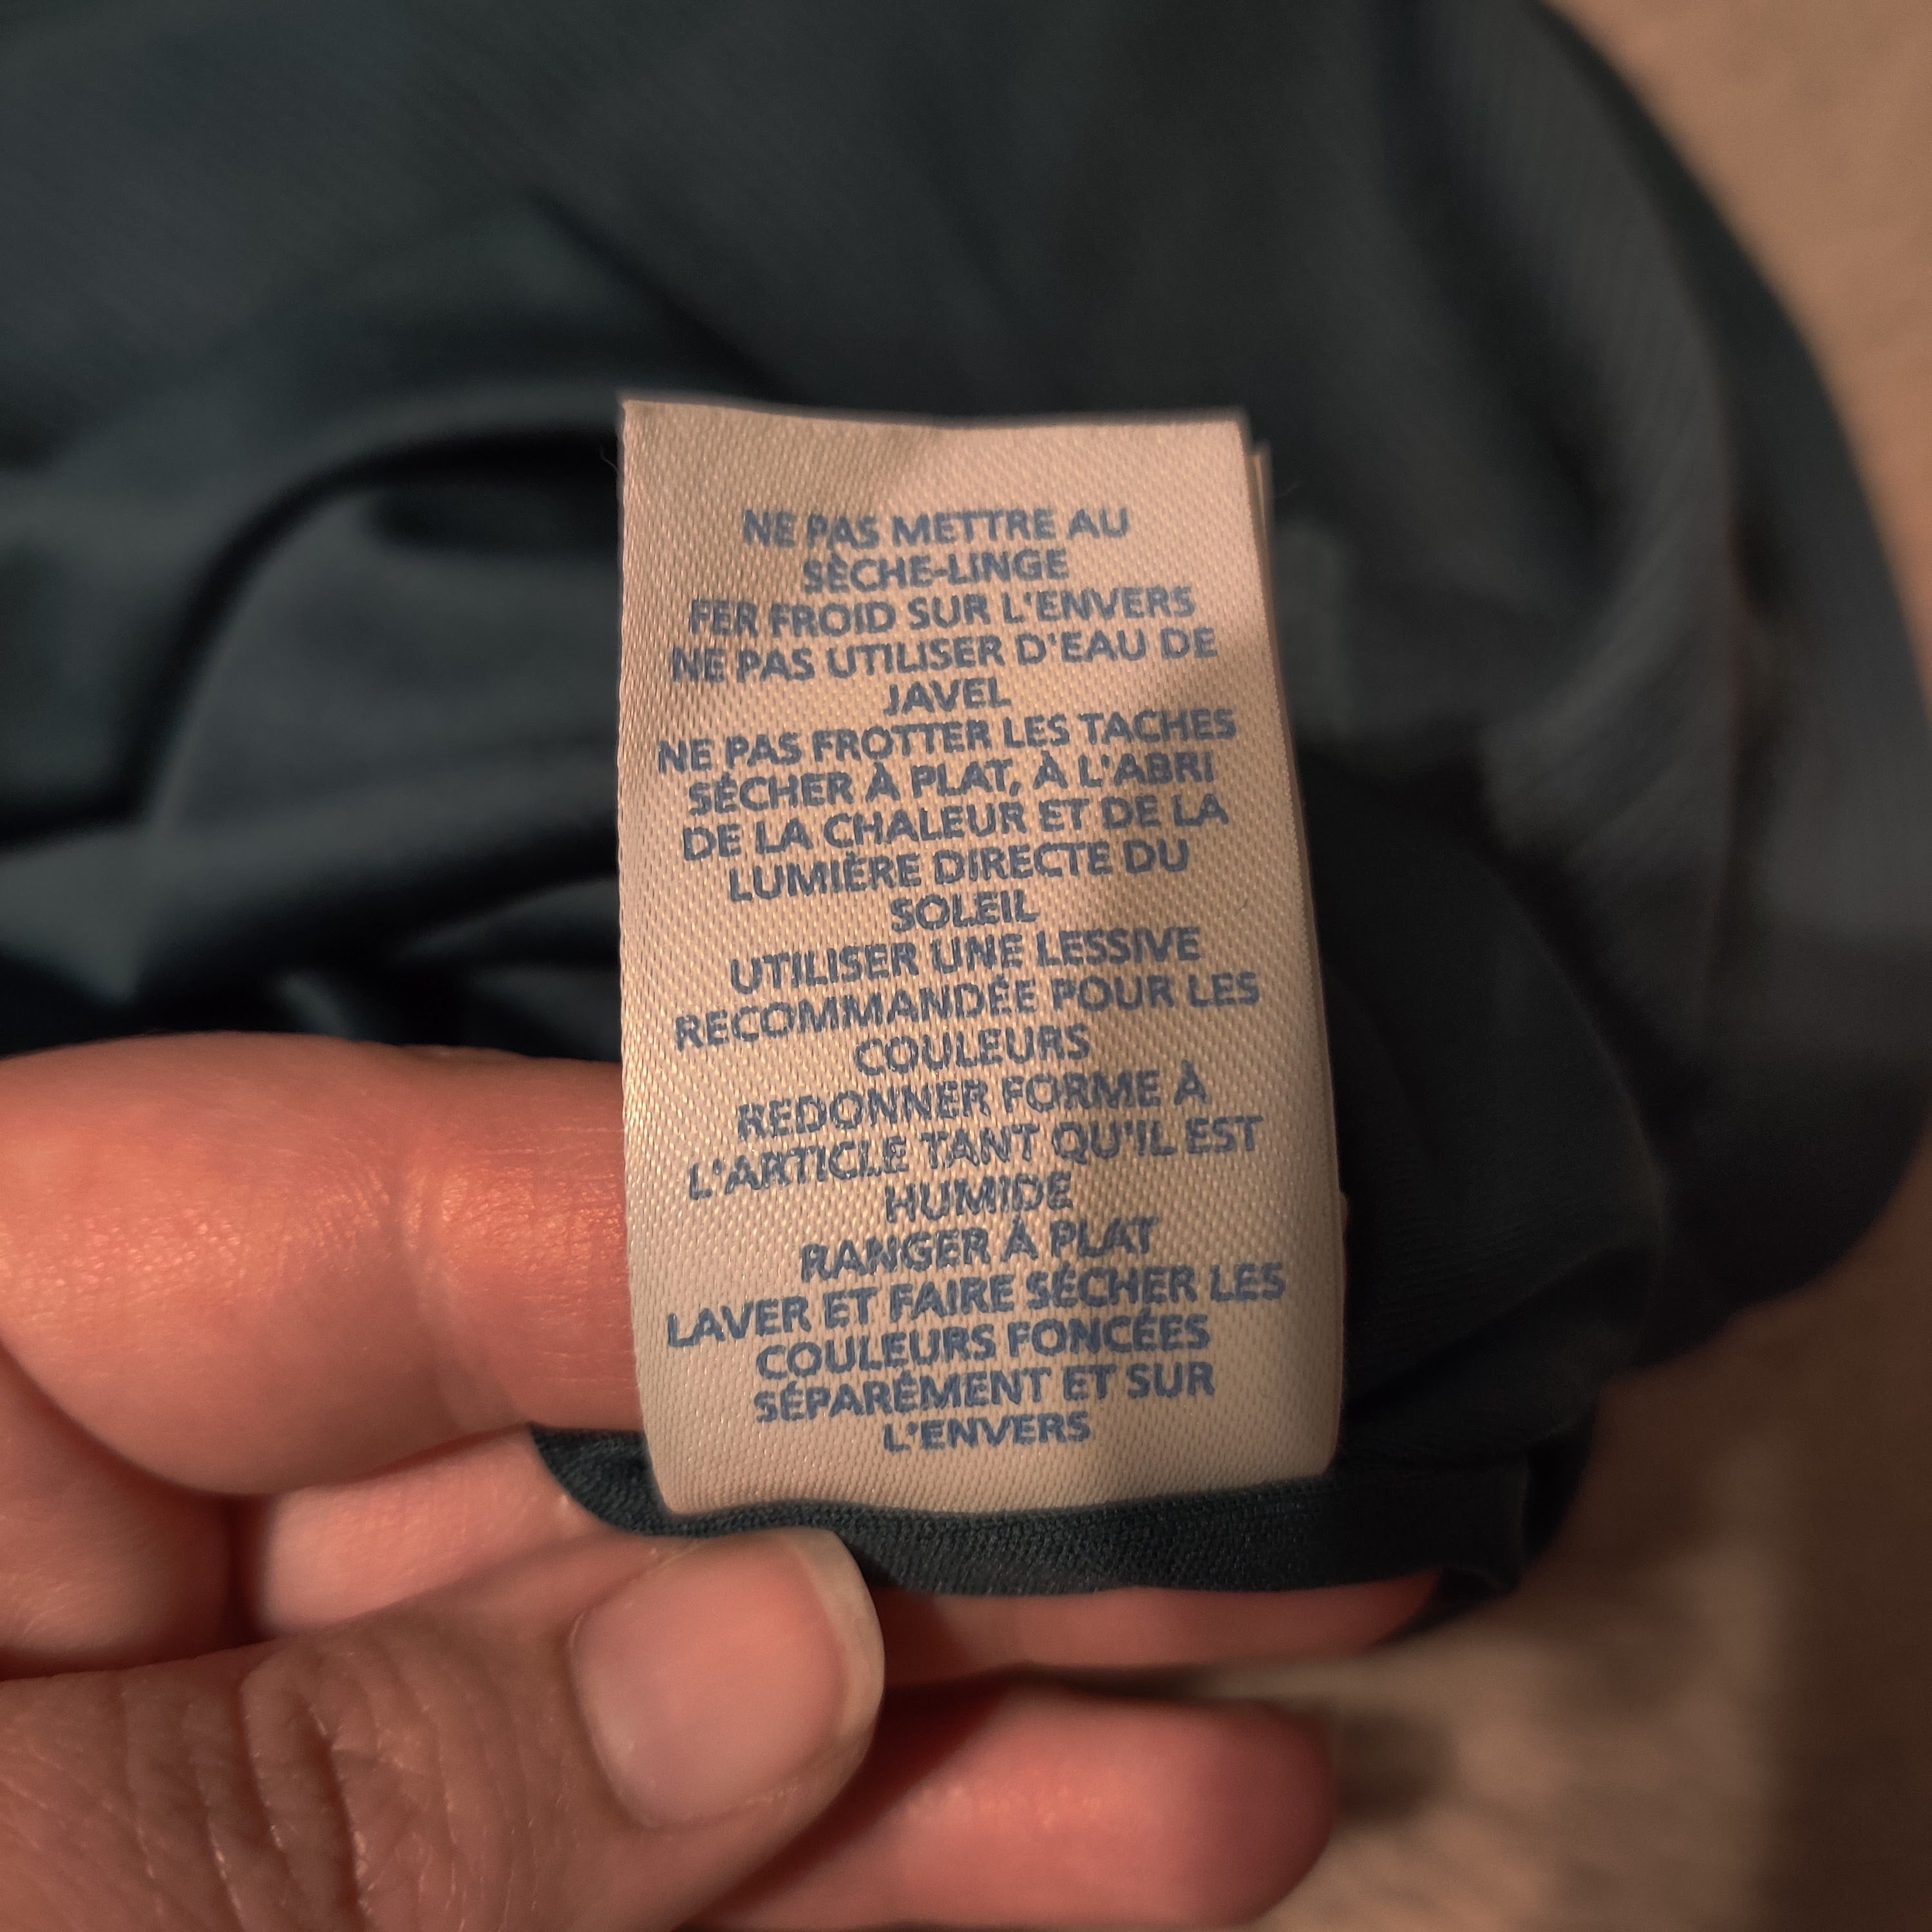 NE PAS METTRE AU
SÈCHE-LINGE
FER FROID SUR L'ENVERS
NE PAS UTILISER D'EAU DE
JAVEL
NE PAS FROTTER LES TACHES
SÉCHER À PLAT, À L'ABRI
DE LA CHALEUR ET DE LA
LUMIÈRE DIRECTE DU
SOLEIL
UTILISER UNE LESSIVE
RECOMMANDÉE POUR LES
COULEURS
REDONNER FORME À
L'ARTICLE TANT QU'IL EST
HUMIDE
RANGER À PLAT
LAVER ET FAIRE SÉCHER LES
COULEURS FONCÉES
SÉPARÉMENT ET SUR
L'ENVERS